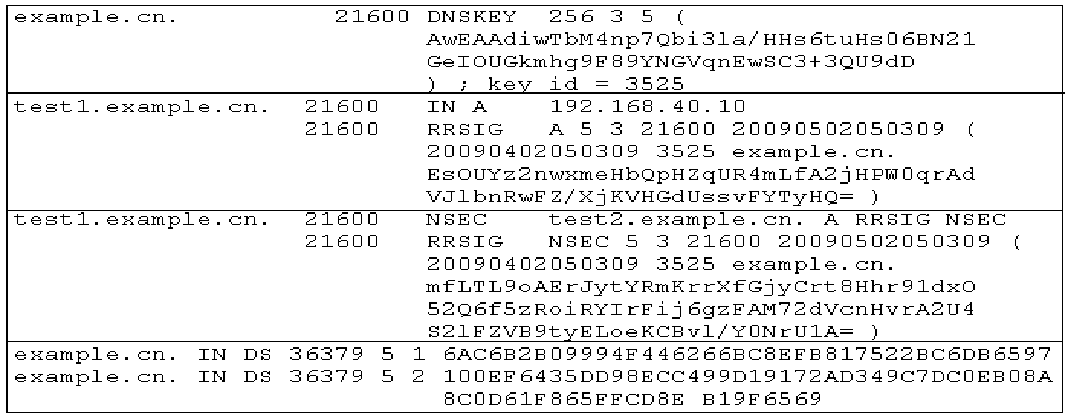 example.cn. 21600 DNSKEY 256 3 5 (
AwEAAdiwTbM4np7Qbi3la/HHs6tuHs06BN21
GeIOUGkmhq9F89YNGVqnEwSC3+3QU9dD
) ; key id = 3525
test1.example.cn. 21600 IN A 192.168.40.10
21600 RRSIG A 5 3 21600 20090502050309 (
20090402050309 3525 example.cn.
EsOUYz2nwxmeHbQpHZqUR4mLfA2jHPW0qrAd
VJlbnRwFZ/XjKVHGdUssvFYTyHQ= )
test1.example.cn. 21600 NSEC test2.example.cn. A RRSIG NSEC
21600 RRSIG NSEC 5 3 21600 20090502050309 (
20090402050309 3525 example.cn.
mfLTL9oAErJytYRmKrrXfGjyCrt8Hhr91dxO
52Q6f5zRoiRYIrFij6gzFAM72dVcnHvrA2U4
S2lFZVB9tyELoeKCBvl/Y0NrU1A= )
example.cn. IN DS 36379 5 1 6AC6B2B09994F446266BC8EFB817522BC6DB6597
example.cn. IN DS 36379 5 2 100EF6435DD98ECC499D19172AD349C7DC0EB08A
8C0D61F865FFCD8E B19F6569